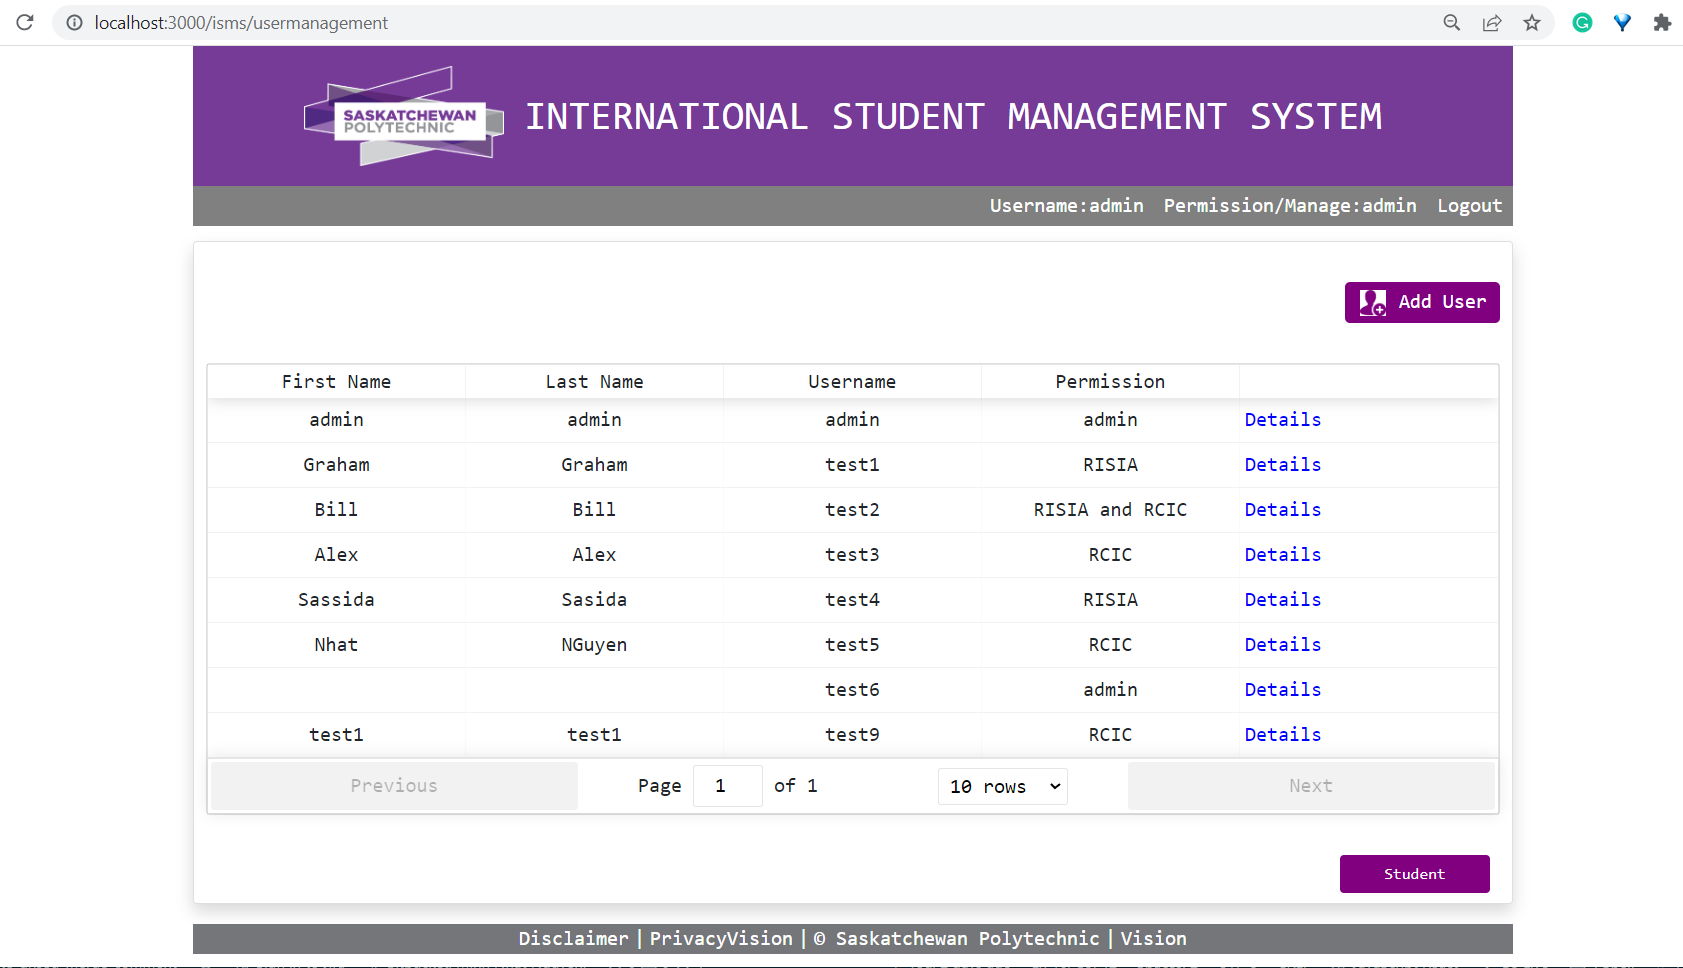 localhost:3000/isms/usermanagement
SASKATCHEWAN
POLYTECHNIC
INTERNATIONAL STUDENT MANAGEMENT SYSTEM
Username:admin Permission/Manage:admin Logout
Add User
First Name Last Name Username Permission
admin admin admin admin Details
Graham Graham test1 RISIA Details
Bill Bill test2 RISIA and RCIC Details
Alex Alex test3 RCIC Details
Sassida Sasida test4 RISIA Details
Nhat NGuyen test5 RCIC Details
test6 admin Details
test1 test1 test9 RCIC Details
Previous Page 1 of 1 10 rows Next
Student
Disclaimer | PrivacyVision | © Saskatchewan Polytechnic | Vision